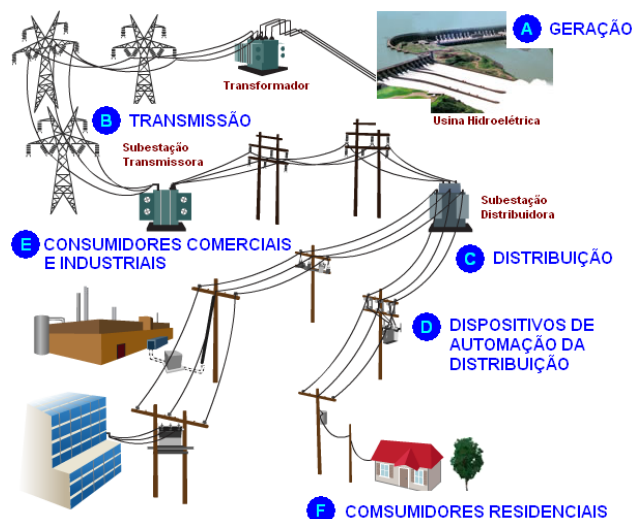 A GERAÇÃO
Transformador
Usina Hidroelétrica
B TRANSMISSÃO
Subestação
Transmissora
Subestação
Distribuidora
E CONSUMIDORES COMERCIAIS
E INDUSTRIAIS
C DISTRIBUIÇÃO
D DISPOSITIVOS DE
AUTOMAÇÃO DA
DISTRIBUIÇÃO
F COMSUMIDORES RESIDENCIAIS